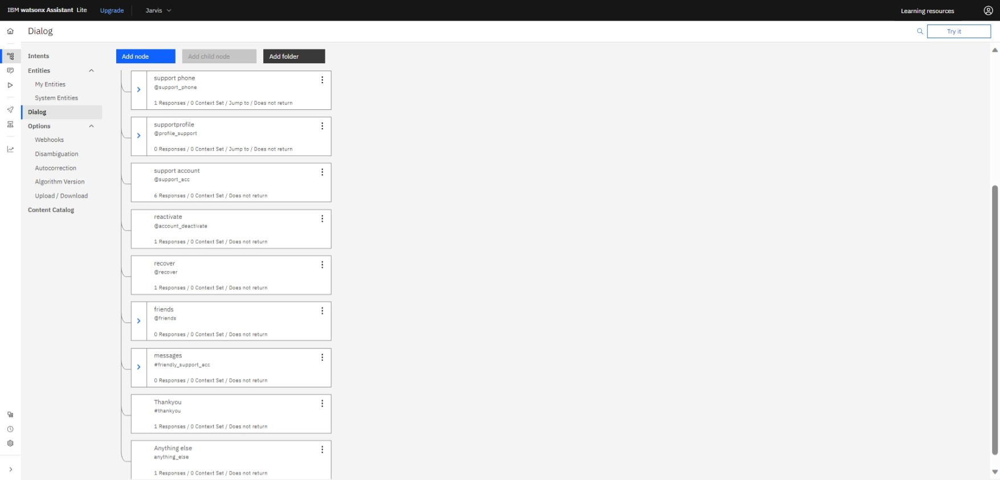 IBM watsonx Assistant Lite Upgrade Jarvis Learning resources
Dialog Try it
Intents
Entities
My Entities
System Entities
Dialog
Options
Webhooks
Disambiguation
Autocorrection
Algorithm Version
Upload / Download
Content Catalog
Add node Add child node Add folder
support phone
@support_phone
1 Responses / 0 Context Set / Jump to / Does not return
supportprofile
@profile_support
0 Responses / 0 Context Set / Jump to / Does not return
support account
@support_acc
6 Responses / 0 Context Set / Does not return
reactivate
@account_deactivate
1 Responses / 0 Context Set / Does not return
recover
@recover
1 Responses / 0 Context Set / Does not return
friends
@friends
0 Responses / 0 Context Set / Does not return
messages
#friendly_support_acc
0 Responses / 0 Context Set / Does not return
Thankyou
#thankyou
1 Responses / 0 Context Set / Does not return
Anything else
anything_else
1 Responses / 0 Context Set / Does not return